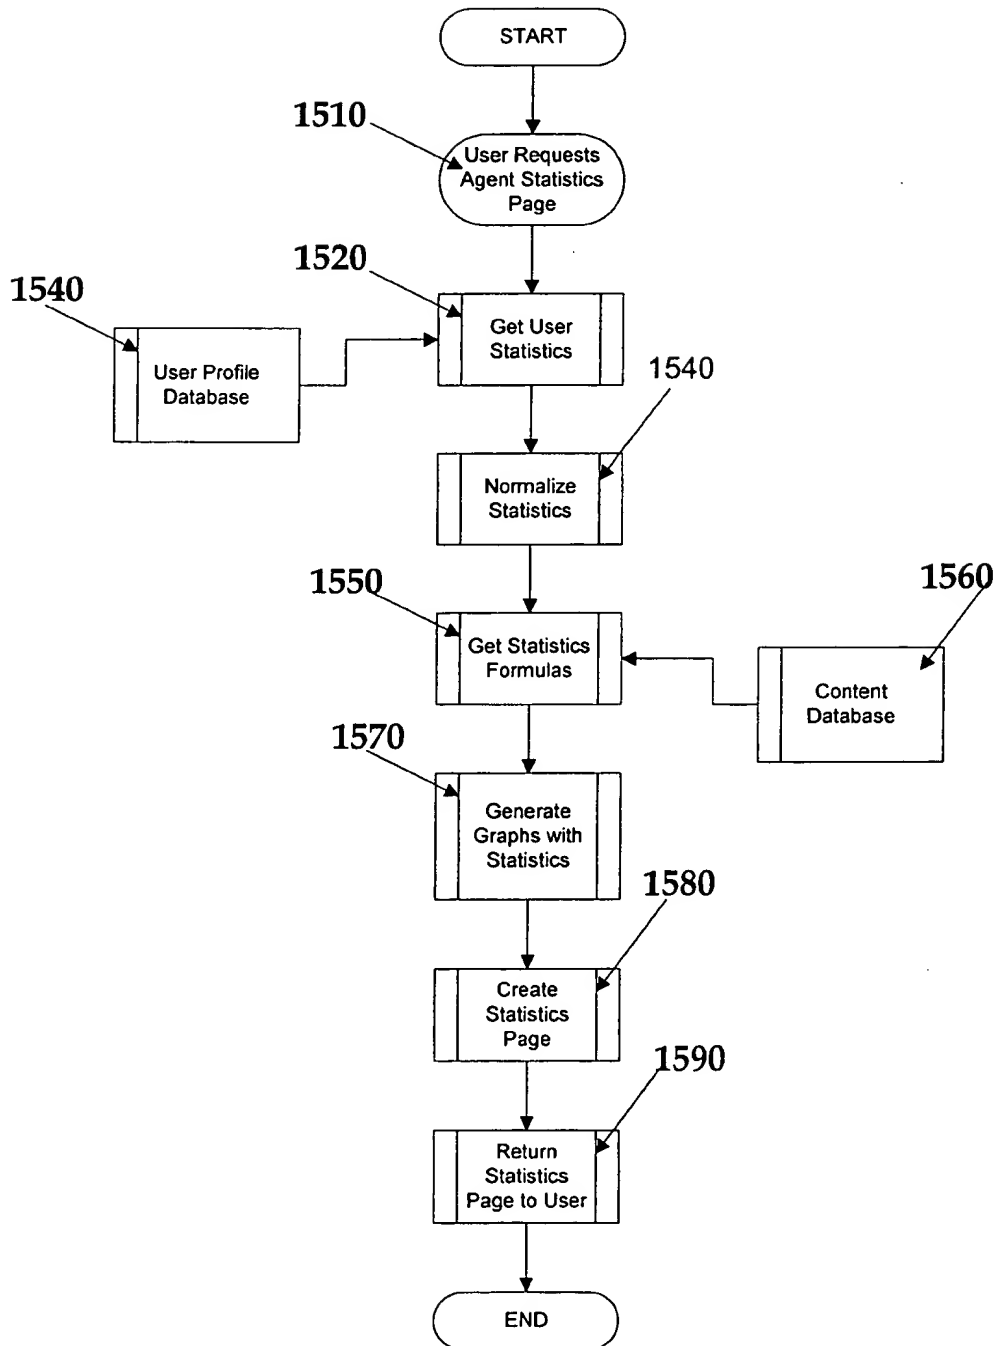 START
1510
User Requests
Agent Statistics
Page
1520
1540
Get User
Statistics
User Profile
Database
1540
Normalize
Statistics
1550
1560
Get Statistics
Formulas
Content
Database
1570
Generate
Graphs with
Statistics
1580
Create
Statistics
Page
1590
Return
Statistics
Page to User
END